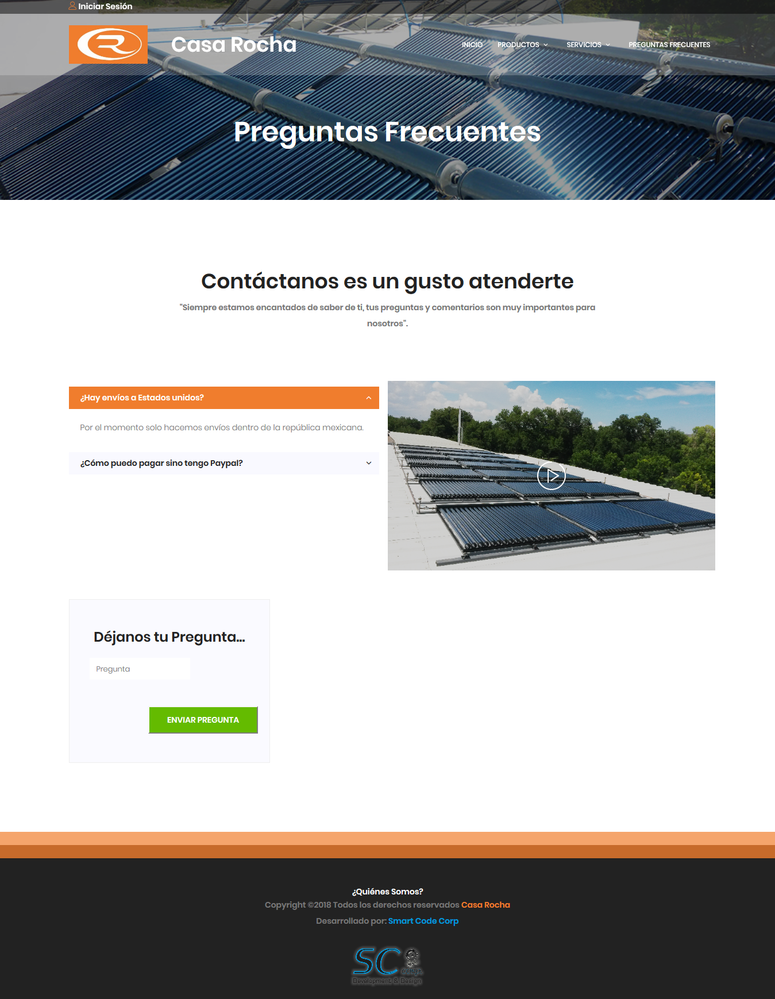 Iniciar Sesión
Casa Rocha
INICIO PRODUCTOS SERVICIOS PREGUNTAS FRECUENTES
Preguntas Frecuentes
Contáctanos es un gusto atenderte
"Siempre estamos encantados de saber de ti, tus preguntas y comentarios son muy importantes para
nosotros".
¿Hay envíos a Estados unidos?
Por el momento solo hacemos envíos dentro de la república mexicana.
¿Cómo puedo pagar sino tengo Paypal?
Déjanos tu Pregunta...
Pregunta
ENVIAR PREGUNTA
¿Quiénes Somos?
Copyright ©2018 Todos los derechos reservados Casa Rocha
Desarrollado por: Smart Code Corp
SC
CORP.
Development & Design